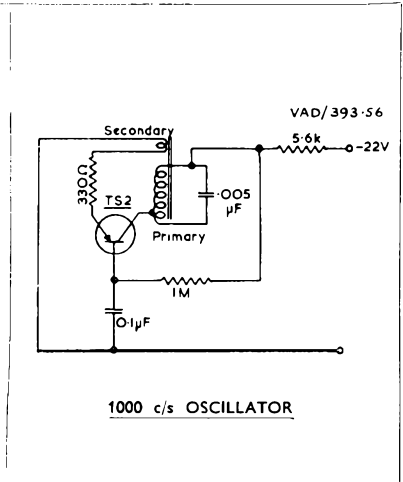 VAD/393·56
Secondary
5·6k
-22V
330Ω
TS2
·005
μF
Primary
1M
0·1μF
1000 c/s OSCILLATOR